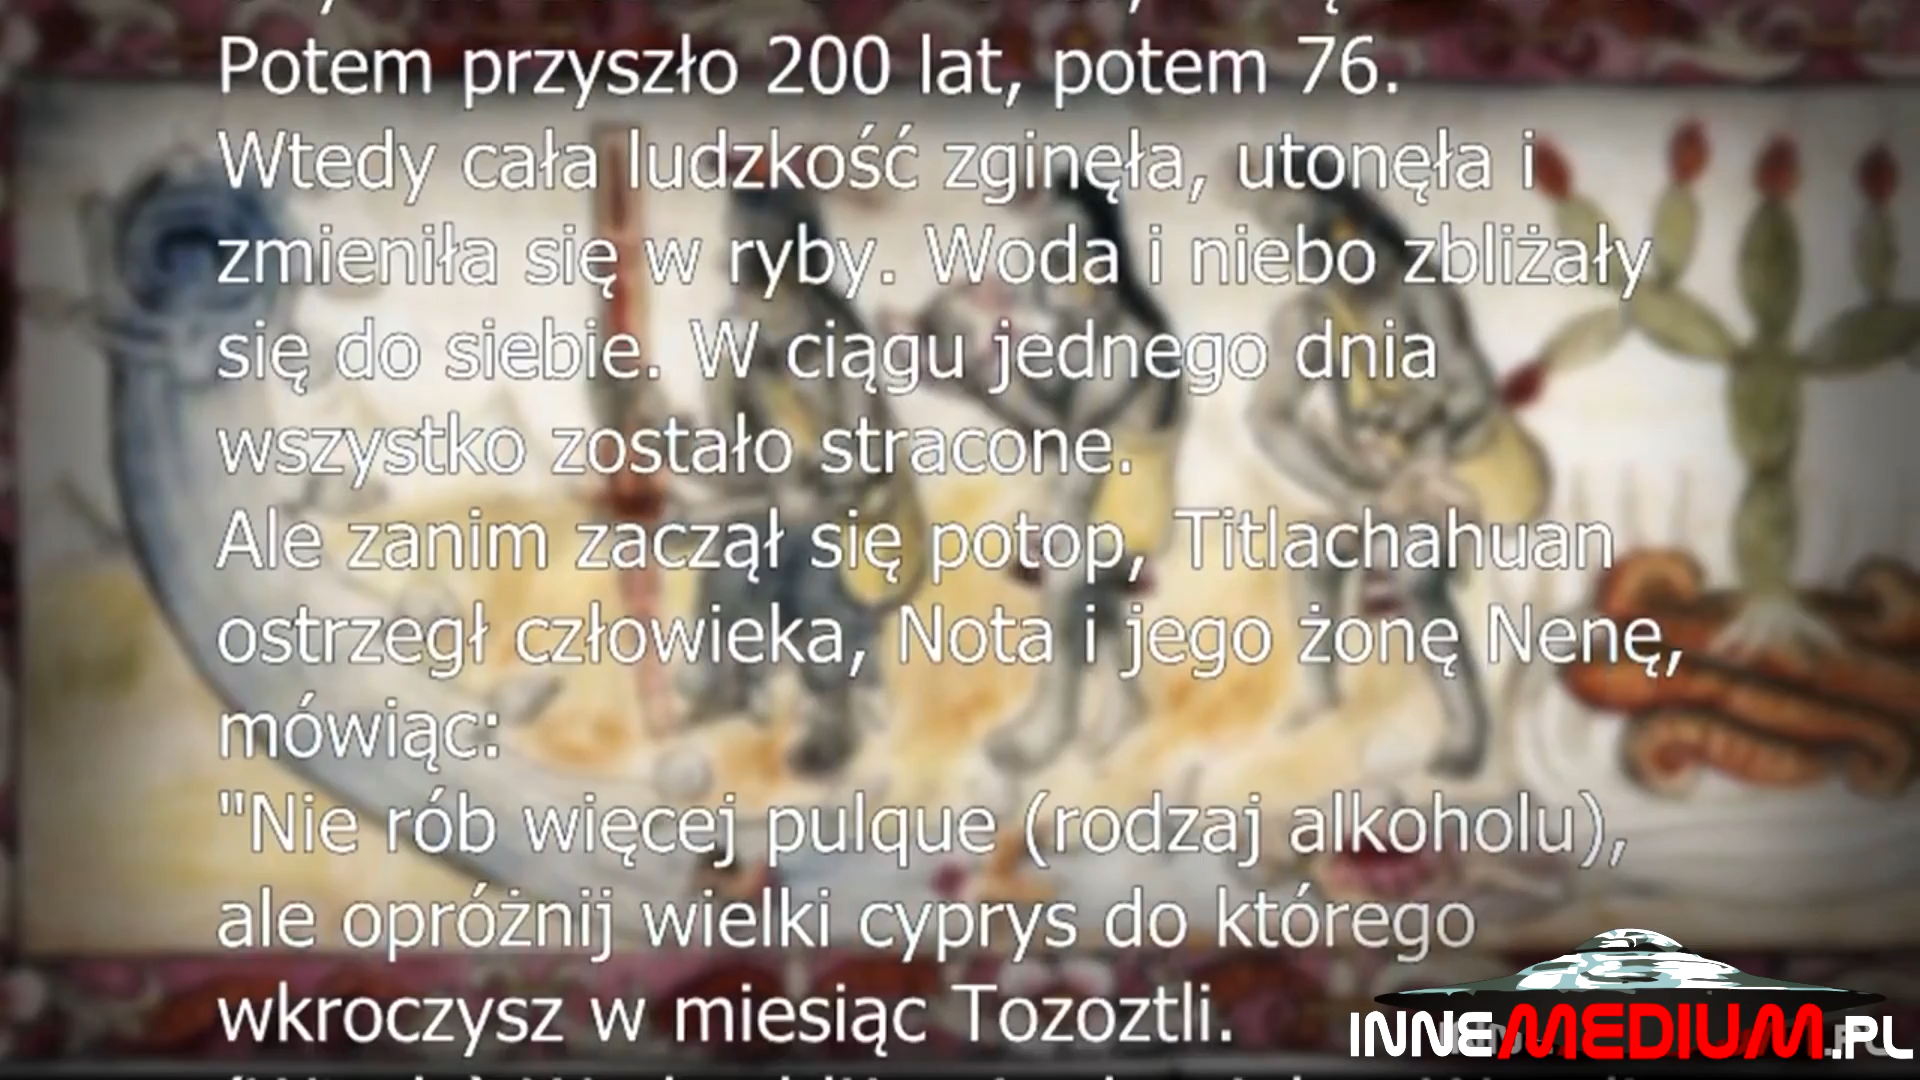 Potem przyszło 200 lat, potem 76.
Wtedy cała ludzkość zginęła, utonęła i
zmieniła się w ryby. Woda i niebo zbliżały
się do siebie. W ciągu jednego dnia
wszystko zostało stracone.
Ale zanim zaczął się potop, Titlachahuan
ostrzegł człowieka, Nota i jego żonę Nenę,
mówiąc:
"Nie rób więcej pulque (rodzaj alkoholu),
ale opróżnij wielki cyprys do którego
wkroczysz w miesiąc Tozoztli.
INNEMEDIUM.PL